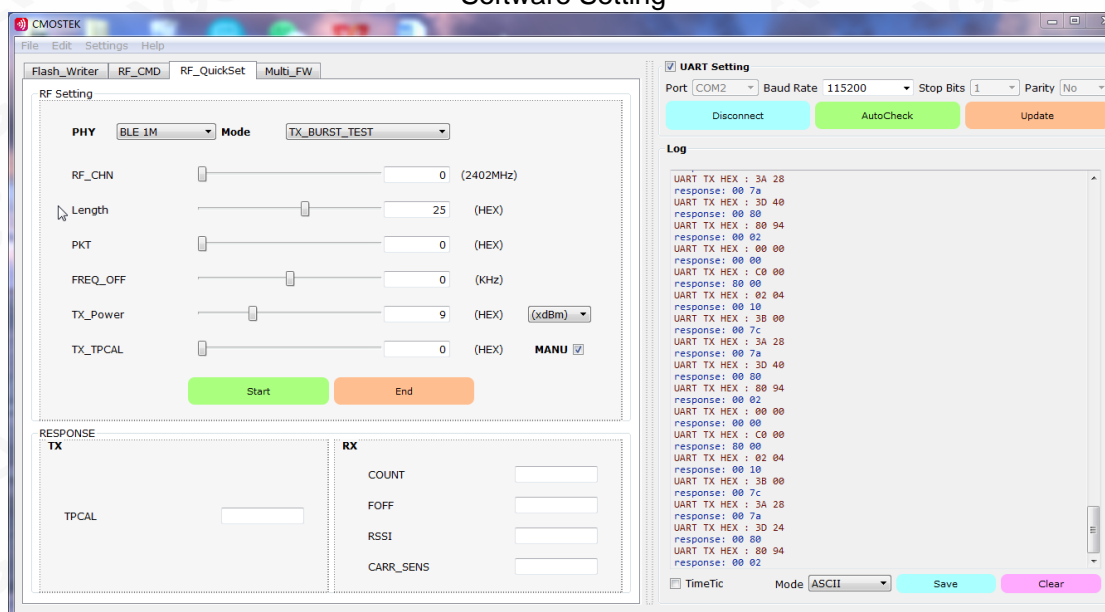 Software Setting
CMOSTEK
File Edit Settings Help
Flash_Writer RF_CMD RF_QuickSet Multi_FW
RF Setting
PHY BLE 1M Mode TX_BURST_TEST
RF_CHN 0 (2402MHz)
Length 25 (HEX)
PKT 0 (HEX)
FREQ_OFF 0 (KHz)
TX_Power 9 (HEX) (xdBm)
TX_TPCAL 0 (HEX) MANU
Start End
RESPONSE
TX RX
COUNT
FOFF
TPCAL
RSSI
CARR_SENS
UART Setting
Port COM2 Baud Rate 115200 Stop Bits 1 Parity No
Disconnect AutoCheck Update
Log
UART TX HEX : 3A 28
response: 00 7a
UART TX HEX : 3D 40
response: 00 80
UART TX HEX : 80 94
response: 00 02
UART TX HEX : 00 00
response: 00 00
UART TX HEX : C0 00
response: 80 00
UART TX HEX : 02 04
response: 00 10
UART TX HEX : 3B 00
response: 00 7c
UART TX HEX : 3A 28
response: 00 7a
UART TX HEX : 3D 40
response: 00 80
UART TX HEX : 80 94
response: 00 02
UART TX HEX : 00 00
response: 00 00
UART TX HEX : C0 00
response: 80 00
UART TX HEX : 02 04
response: 00 10
UART TX HEX : 3B 00
response: 00 7c
UART TX HEX : 3A 28
response: 00 7a
UART TX HEX : 3D 24
response: 00 80
UART TX HEX : 80 94
response: 00 02
TimeTic Mode ASCII Save Clear